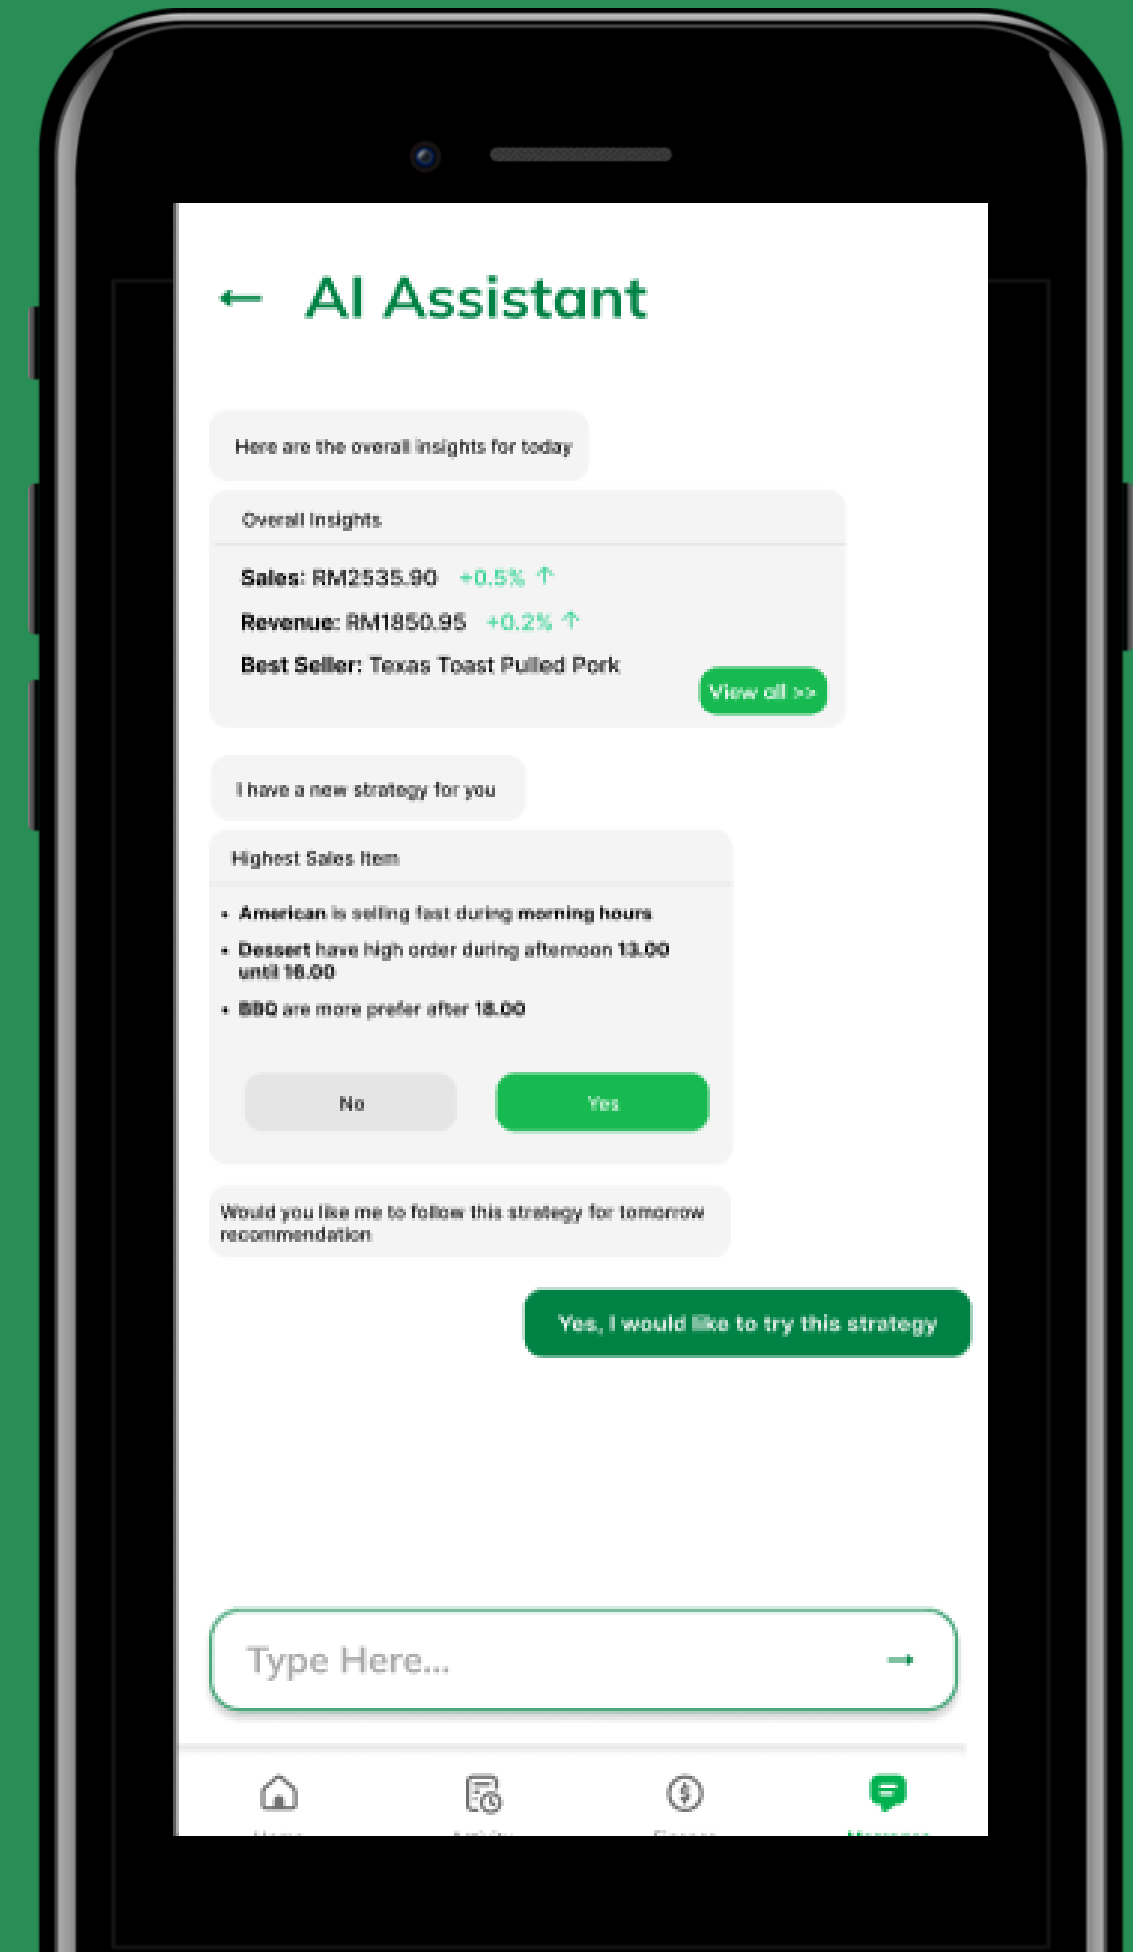 ← AI Assistant
Here are the overall insights for today
Overall Insights
Sales: RM2535.90 +0.5% ↑
Revenue: RM1850.95 +0.2% ↑
Best Seller: Texas Toast Pulled Pork
View all >>
I have a new strategy for you
Highest Sales Item
• American is selling fast during morning hours
• Dessert have high order during afternoon 13.00
until 16.00
• BBQ are more prefer after 18.00
No Yes
Would you like me to follow this strategy for tomorrow
recommendation
Yes, I would like to try this strategy
Type Here... →